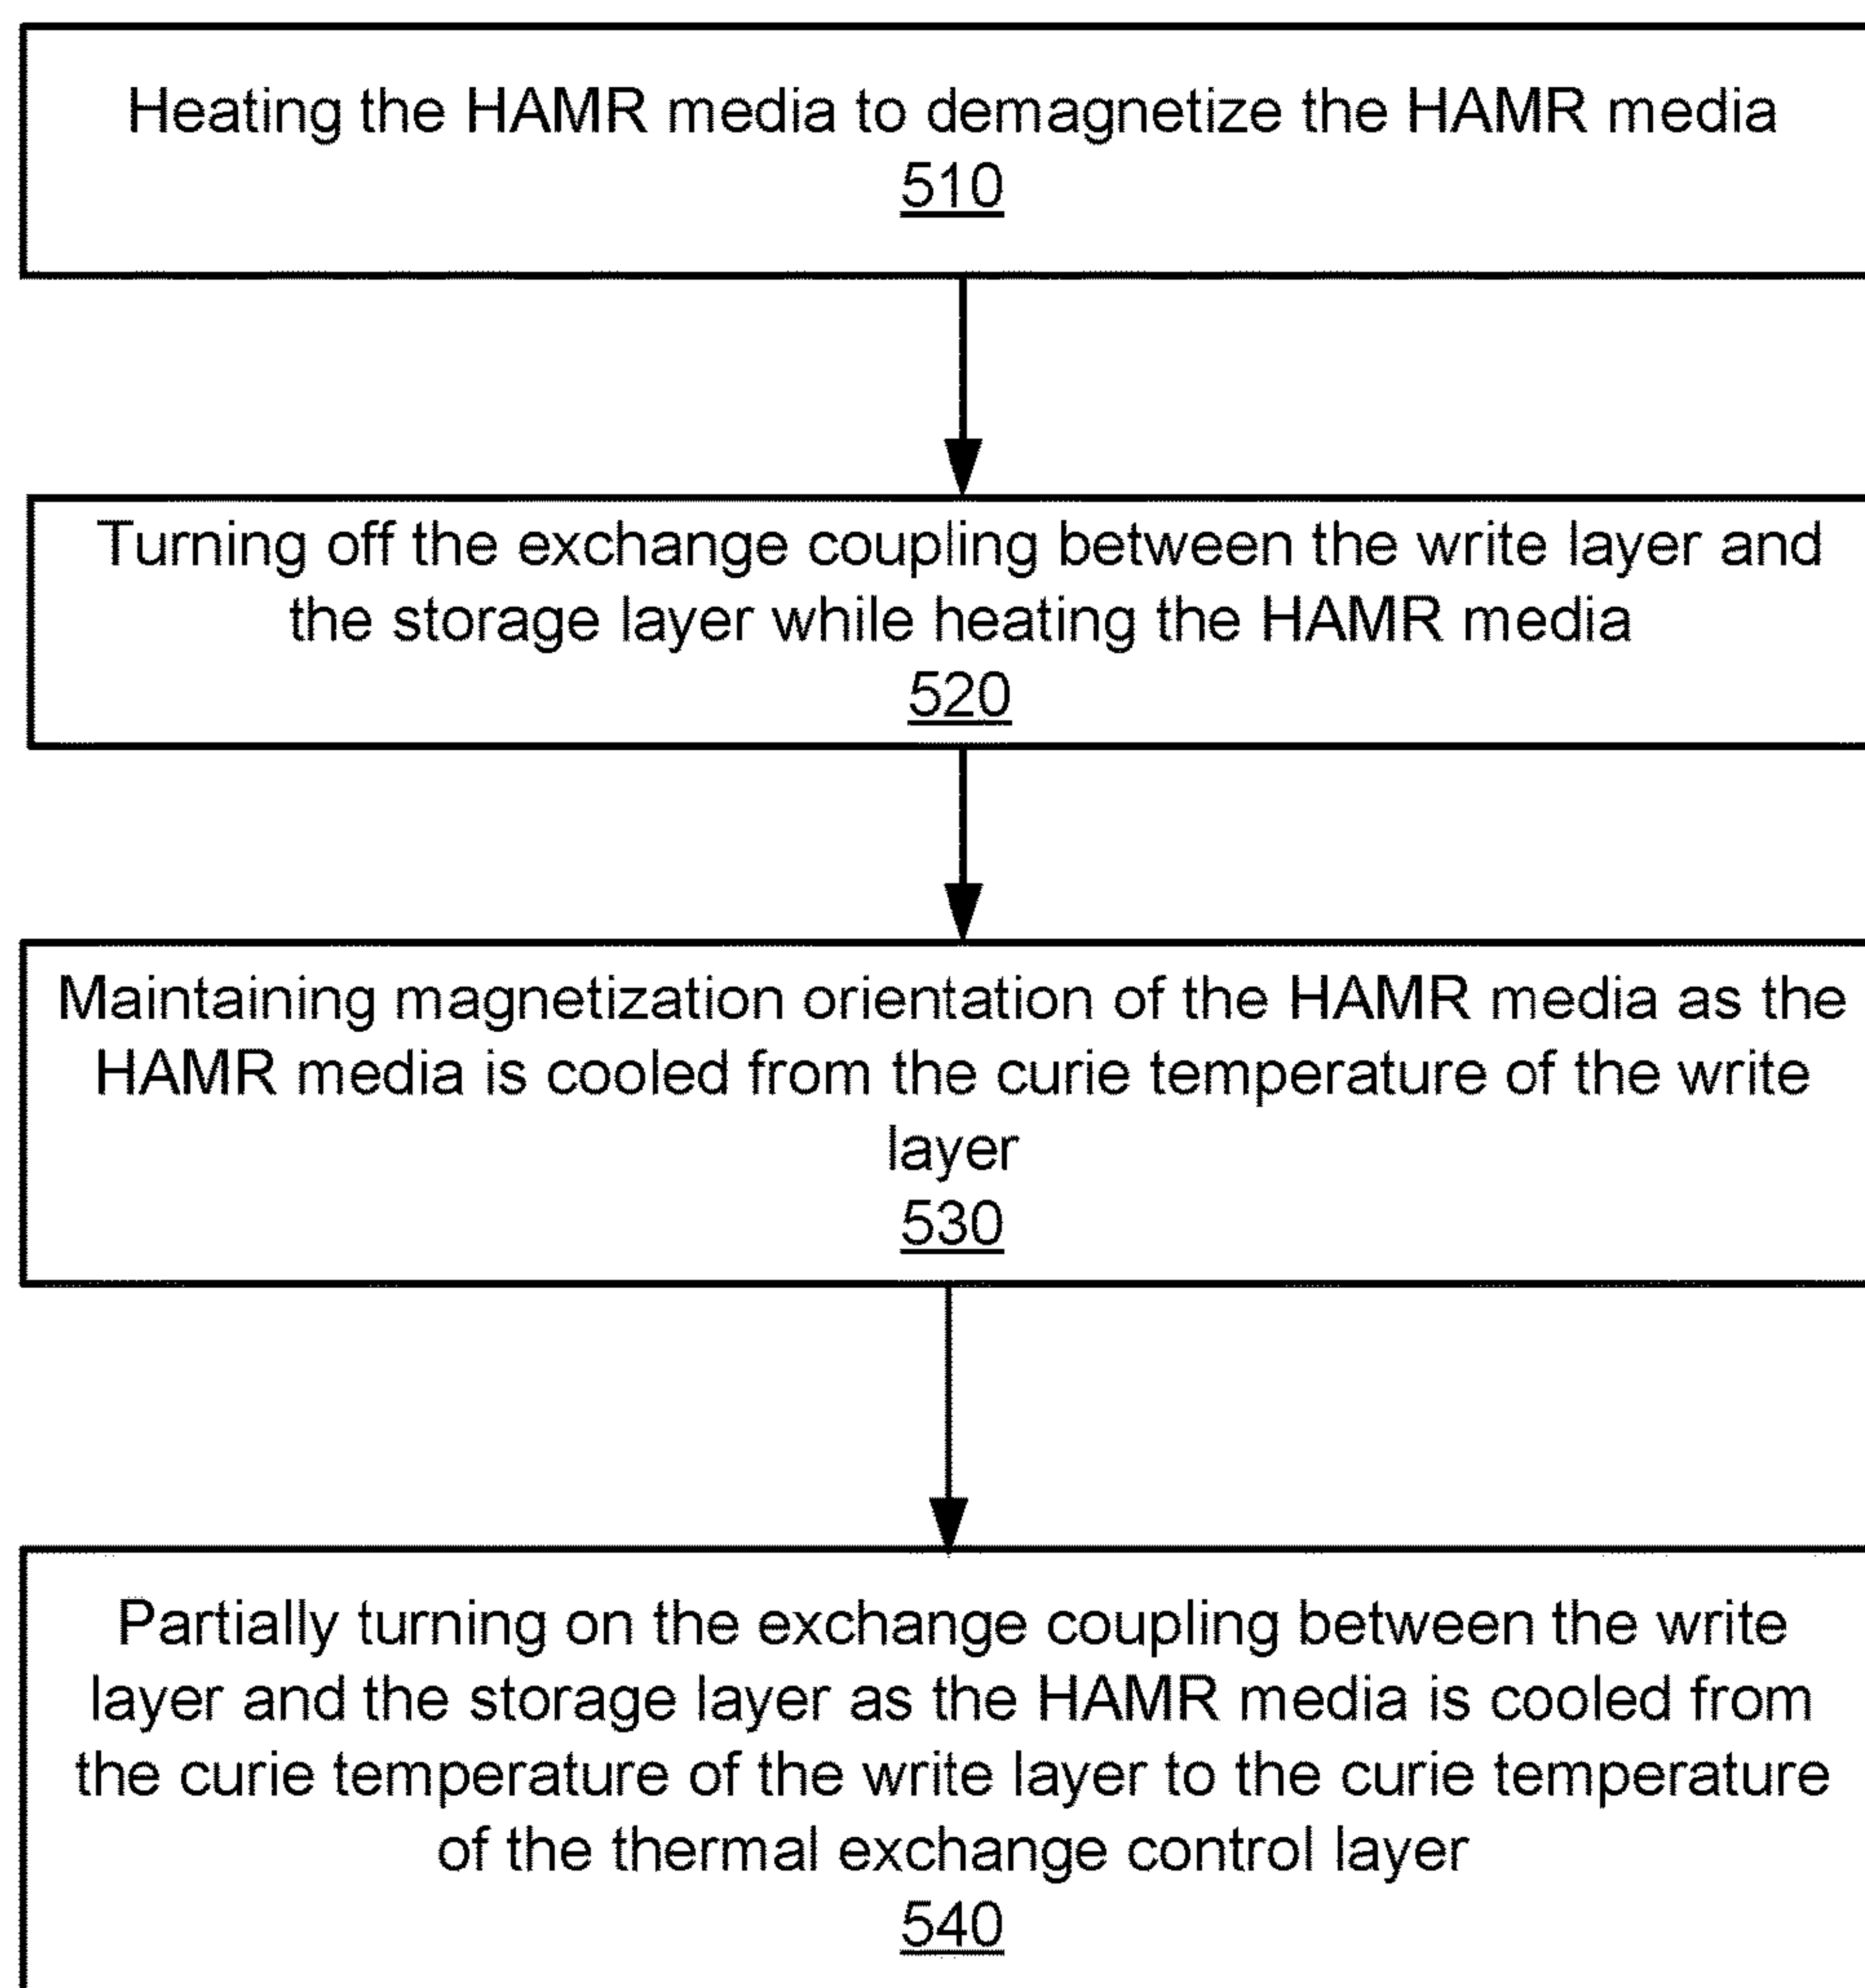 Heating the HAMR media to demagnetize the HAMR media
510
Turning off the exchange coupling between the write layer and
the storage layer while heating the HAMR media
520
Maintaining magnetization orientation of the HAMR media as the
HAMR media is cooled from the curie temperature of the write
layer
530
Partially turning on the exchange coupling between the write
layer and the storage layer as the HAMR media is cooled from
the curie temperature of the write layer to the curie temperature
of the thermal exchange control layer
540